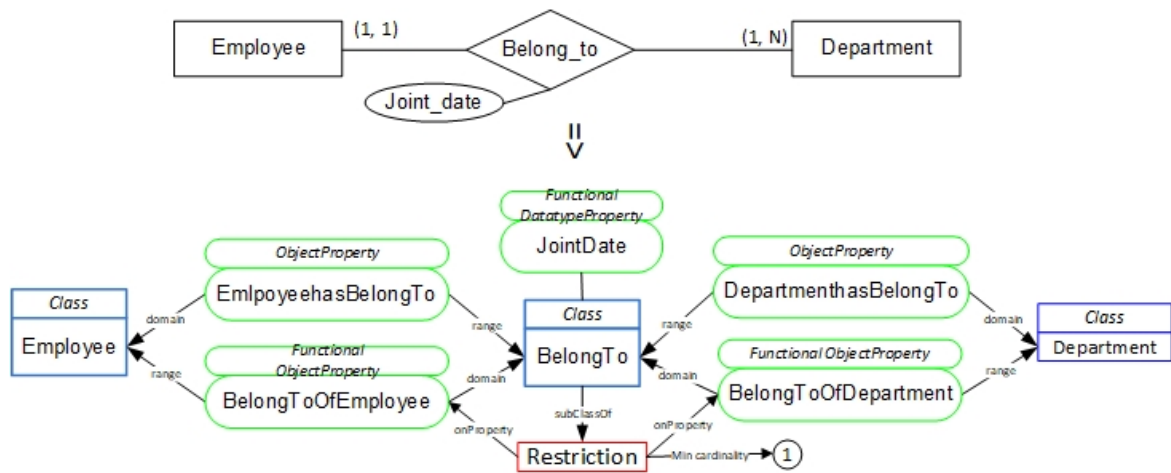 Employee
(1, 1)
Belong_to
(1, N)
Department
Joint_date
=>
Functional
DatatypeProperty
JointDate
ObjectProperty
EmlpoyeehasBelongTo
ObjectProperty
DepartmenthasBelongTo
Class
Employee
domain
range
Class
BelongTo
range
domain
Class
Department
Functional
ObjectProperty
BelongToOfEmployee
range
domain
Functional ObjectProperty
BelongToOfDepartment
domain
range
subClassOf
onProperty
onProperty
Restriction
Min cardinality
1